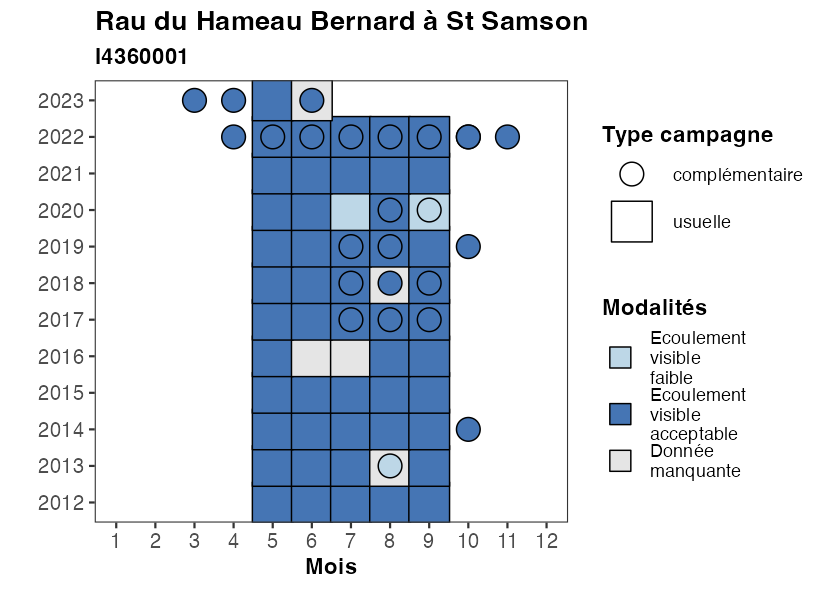 Rau du Hameau Bernard à St Samson
I4360001
2023
2022
2021
2020
2019
2018
2017
2016
2015
2014
2013
2012
1 2 3 4 5 6 7 8 9 10 11 12
Mois
Type campagne
complémentaire
usuelle
Modalités
Ecoulement
visible
faible
Ecoulement
visible
acceptable
Donnée
manquante